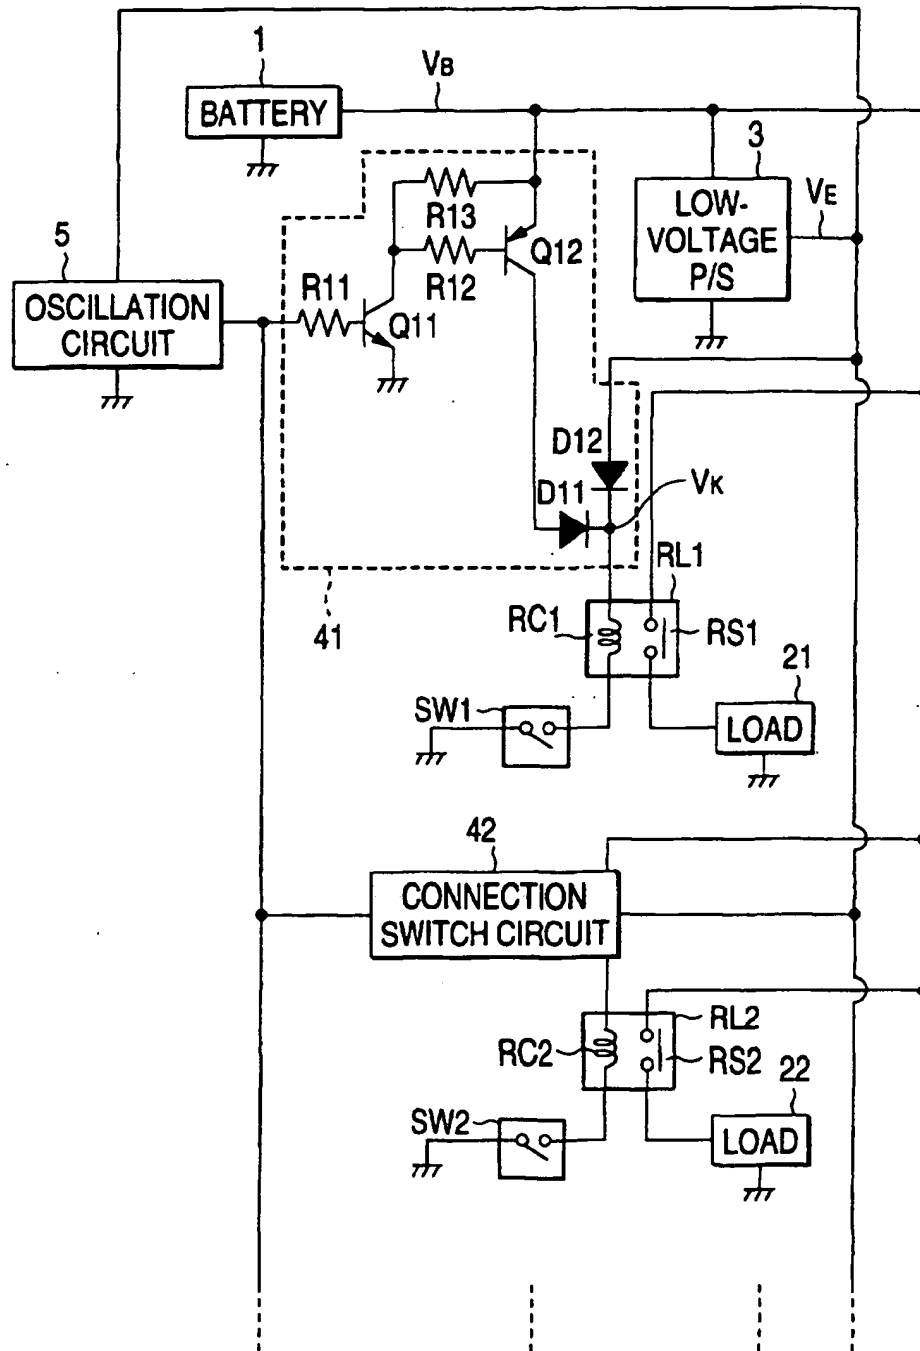 1
VB
BATTERY
3
LOW-
VOLTAGE
P/S
VE
R13
5
Q12
R12
R11
OSCILLATION
CIRCUIT
Q11
D12
D11
VK
RL1
41
RC1
RS1
21
SW1
LOAD
42
CONNECTION
SWITCH CIRCUIT
RL2
RC2
RS2
22
SW2
LOAD